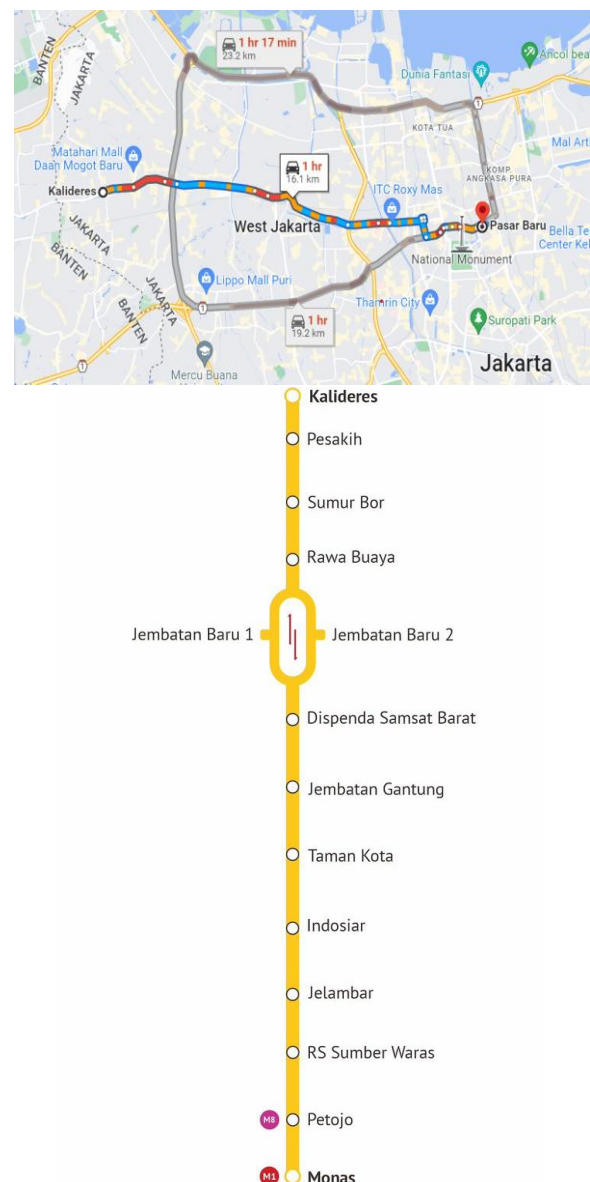 BANTEN
JAKARTA
1 hr 17 min
23.2 km
Dunia Fantasi
Ancol bea
1
KOTA TUA
Mal Art
KOMP.
ANGKASA PURA
Matahari Mall
Daan Mogot Baru
1 hr
16.1 km
Kalideres
ITC Roxy Mas
West Jakarta
Pasar Baru
Bella Te
Center Kel
National Monument
JAKARTA
BANTEN
Lippo Mall Puri
JAKARTA
BANTEN
1
Thamrin City
1 hr
19.2 km
Suropati Park
1
Mercu Buana
Jakarta
Kalideres
Pesakih
Sumur Bor
Rawa Buaya
Jembatan Baru 1
Jembatan Baru 2
Dispenda Samsat Barat
Jembatan Gantung
Taman Kota
Indosiar
Jelambar
RS Sumber Waras
M8 Petojo
M1 Monas